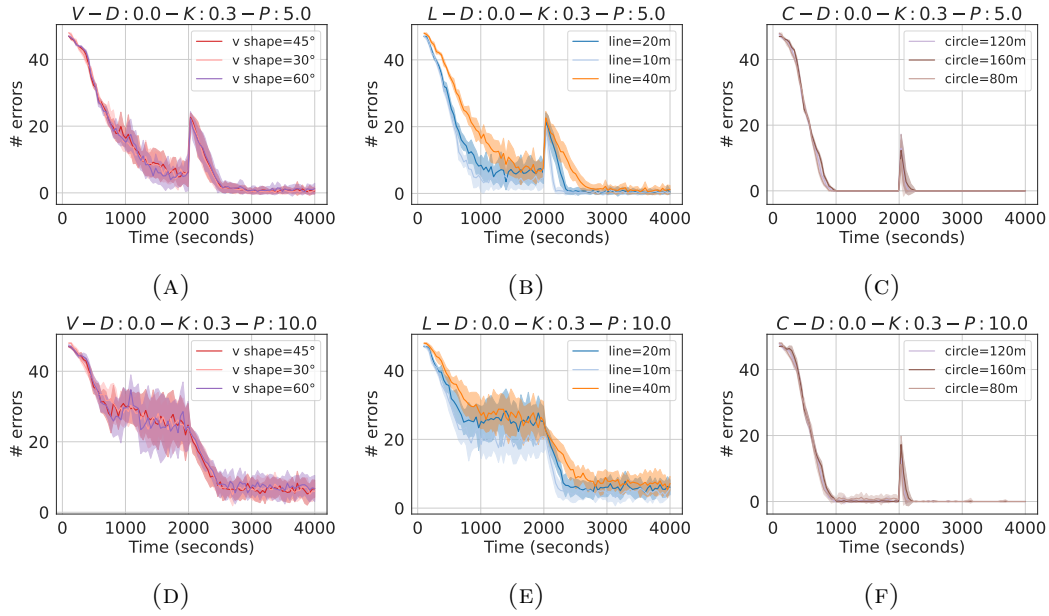 V − D : 0.0 − K : 0.3 − P : 5.0
# errors
40
20
0
v shape=45°
v shape=30°
v shape=60°
0 1000 2000 3000 4000
Time (seconds)
(A)
L − D : 0.0 − K : 0.3 − P : 5.0
# errors
40
20
0
line=20m
line=10m
line=40m
0 1000 2000 3000 4000
Time (seconds)
(B)
C − D : 0.0 − K : 0.3 − P : 5.0
# errors
40
20
0
circle=120m
circle=160m
circle=80m
0 1000 2000 3000 4000
Time (seconds)
(C)
V − D : 0.0 − K : 0.3 − P : 10.0
# errors
40
20
0
v shape=45°
v shape=30°
v shape=60°
0 1000 2000 3000 4000
Time (seconds)
(D)
L − D : 0.0 − K : 0.3 − P : 10.0
# errors
40
20
0
line=20m
line=10m
line=40m
0 1000 2000 3000 4000
Time (seconds)
(E)
C − D : 0.0 − K : 0.3 − P : 10.0
# errors
40
20
0
circle=120m
circle=160m
circle=80m
0 1000 2000 3000 4000
Time (seconds)
(F)